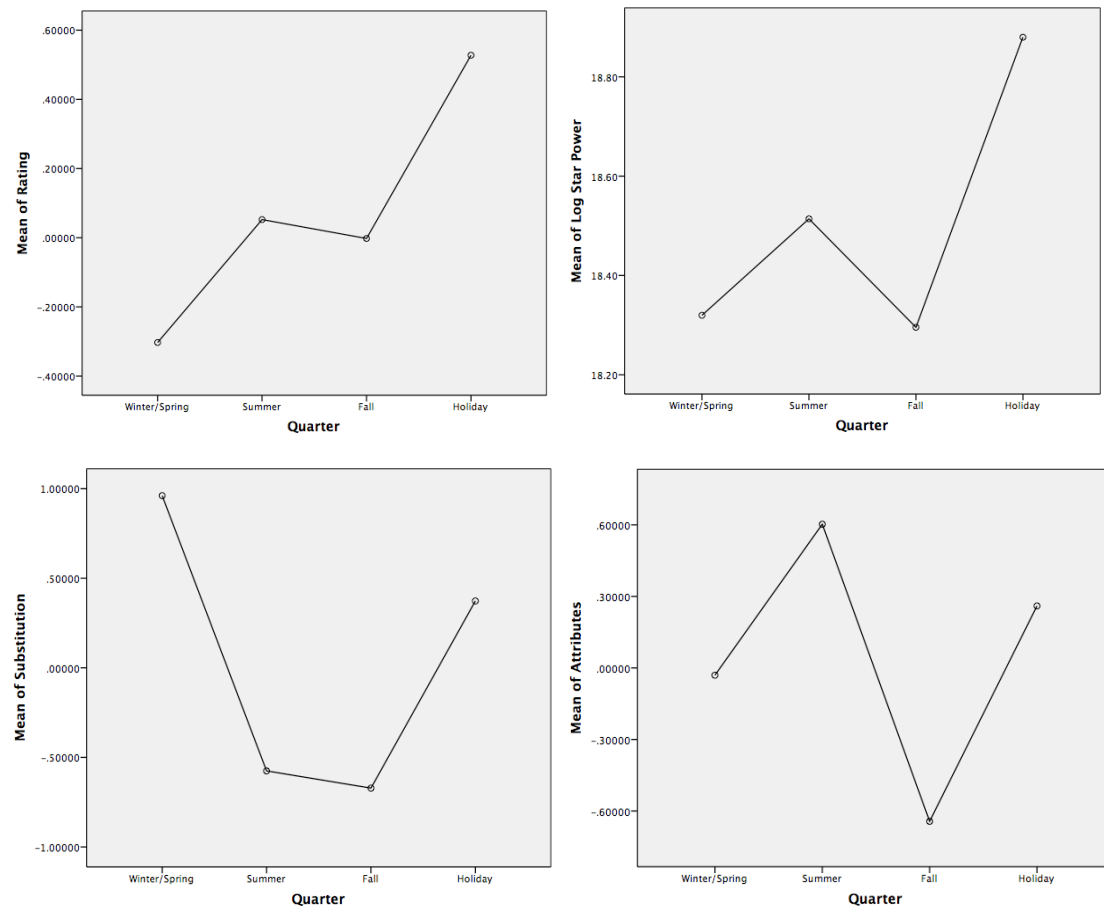 Mean of Rating
.60000
.40000
.20000
.00000
-.20000
-.40000
Winter/Spring Summer Fall Holiday
Quarter
Mean of Log Star Power
18.80
18.60
18.40
18.20
Winter/Spring Summer Fall Holiday
Quarter
Mean of Substitution
1.00000
.50000
.00000
-.50000
-1.00000
Winter/Spring Summer Fall Holiday
Quarter
Mean of Attributes
.60000
.30000
.00000
-.30000
-.60000
Winter/Spring Summer Fall Holiday
Quarter